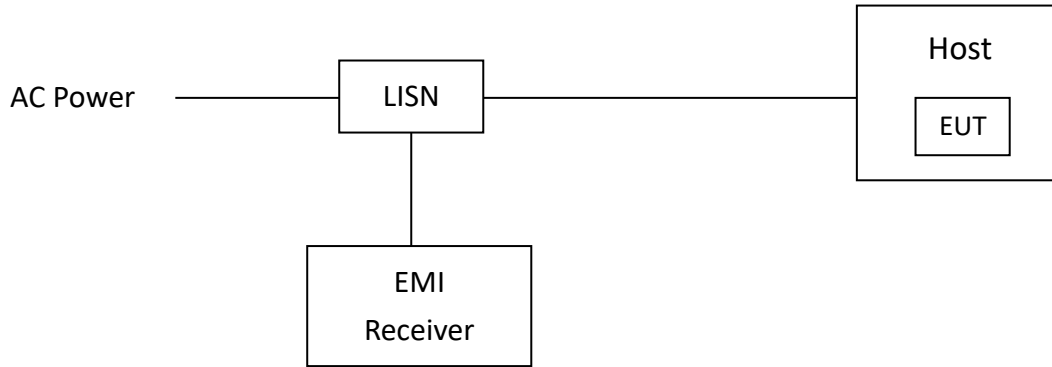 Host
AC Power
LISN
EUT
EMI
Receiver